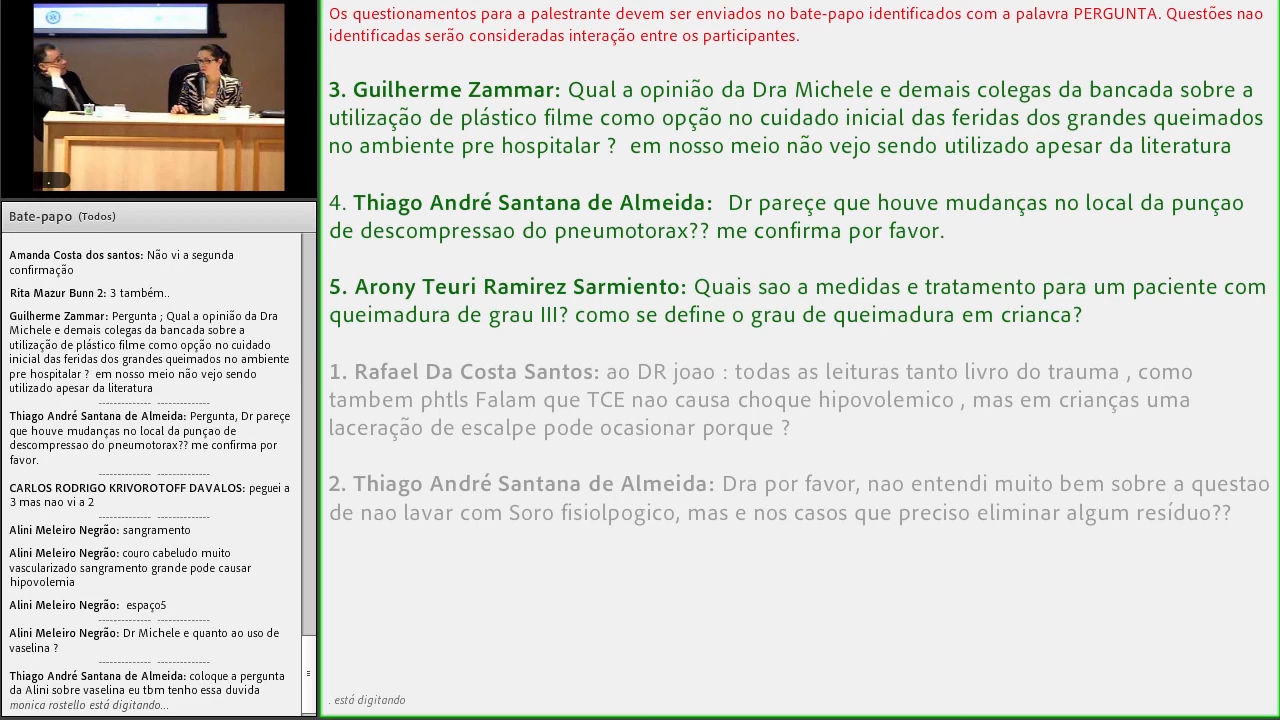 Os questionamentos para a palestrante devem ser enviados no bate-papo identificados com a palavra PERGUNTA. Questões nao
identificadas serão consideradas interação entre os participantes.
3. Guilherme Zammar: Qual a opinião da Dra Michele e demais colegas da bancada sobre a
utilização de plástico filme como opção no cuidado inicial das feridas dos grandes queimados
no ambiente pre hospitalar ?  em nosso meio não vejo sendo utilizado apesar da literatura
4. Thiago André Santana de Almeida:  Dr pareçe que houve mudanças no local da punçao
de descompressao do pneumotorax?? me confirma por favor.
5. Arony Teuri Ramirez Sarmiento: Quais sao a medidas e tratamento para um paciente com
queimadura de grau III? como se define o grau de queimadura em crianca?
1. Rafael Da Costa Santos: ao DR joao : todas as leituras tanto livro do trauma , como
tambem phtls Falam que TCE nao causa choque hipovolemico , mas em crianças uma
laceração de escalpe pode ocasionar porque ?
2. Thiago André Santana de Almeida: Dra por favor, nao entendi muito bem sobre a questao
de nao lavar com Soro fisiolpogico, mas e nos casos que preciso eliminar algum resíduo??
. está digitando
Bate-papo (Todos)
Amanda Costa dos santos: Não vi a segunda
confirmação
Rita Mazur Bunn 2: 3 também..
Guilherme Zammar: Pergunta ; Qual a opinião da Dra
Michele e demais colegas da bancada sobre a
utilização de plástico filme como opção no cuidado
inicial das feridas dos grandes queimados no ambiente
pre hospitalar ?  em nosso meio não vejo sendo
utilizado apesar da literatura
-------------- --------------
Thiago André Santana de Almeida: Pergunta, Dr pareçe
que houve mudanças no local da punçao de
descompressao do pneumotorax?? me confirma por
favor.
-------------- --------------
CARLOS RODRIGO KRIVOROTOFF DAVALOS: peguei a
3 mas nao vi a 2
-------------- --------------
Alini Meleiro Negrão: sangramento
Alini Meleiro Negrão: couro cabeludo muito
vascularizado sangramento grande pode causar
hipovolemia
Alini Meleiro Negrão:  espaço5
-------------- --------------
Alini Meleiro Negrão: Dr Michele e quanto ao uso de
vaselina ?
-------------- --------------
Thiago André Santana de Almeida: coloque a pergunta
da Alini sobre vaselina eu tbm tenho essa duvida
monica rostello está digitando...